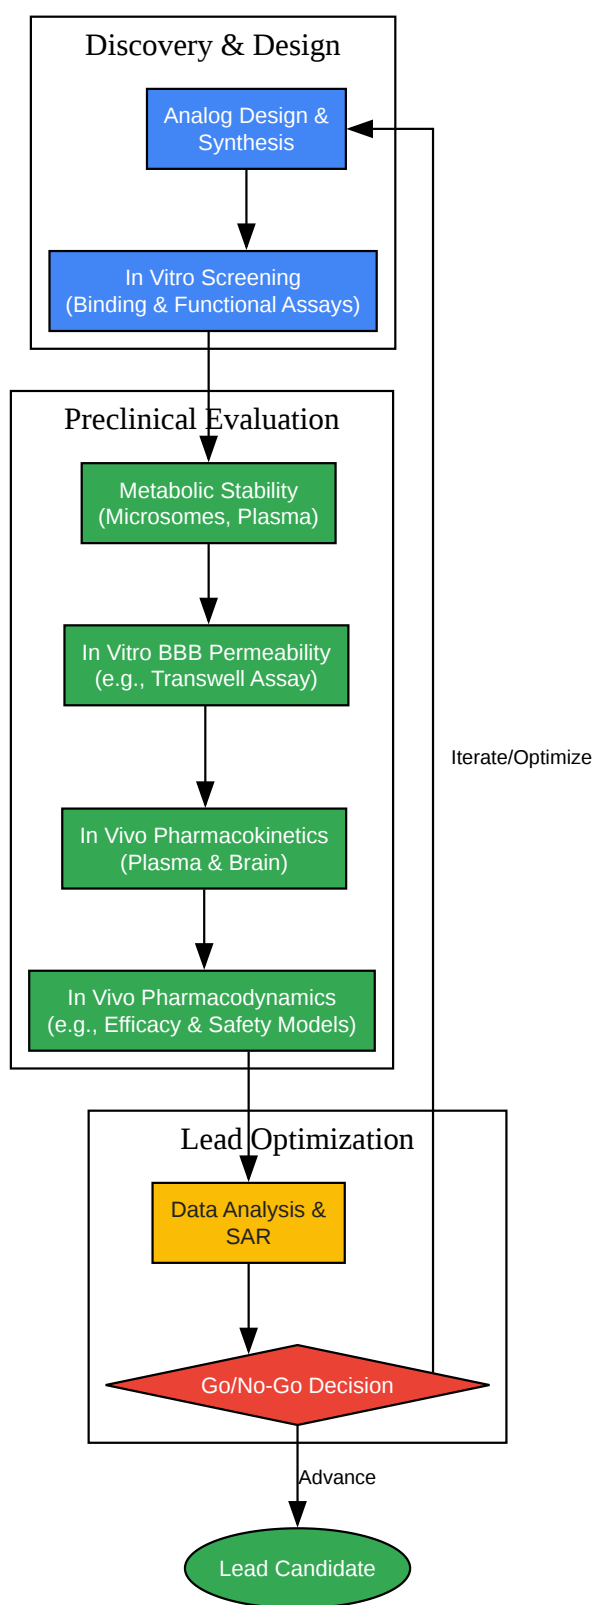 Discovery & Design
Analog Design &
Synthesis
In Vitro Screening
(Binding & Functional Assays)
Preclinical Evaluation
Metabolic Stability
(Microsomes, Plasma)
In Vitro BBB Permeability
(e.g., Transwell Assay)
Iterate/Optimize
In Vivo Pharmacokinetics
(Plasma & Brain)
In Vivo Pharmacodynamics
(e.g., Efficacy & Safety Models)
Lead Optimization
Data Analysis &
SAR
Go/No-Go Decision
Advance
Lead Candidate